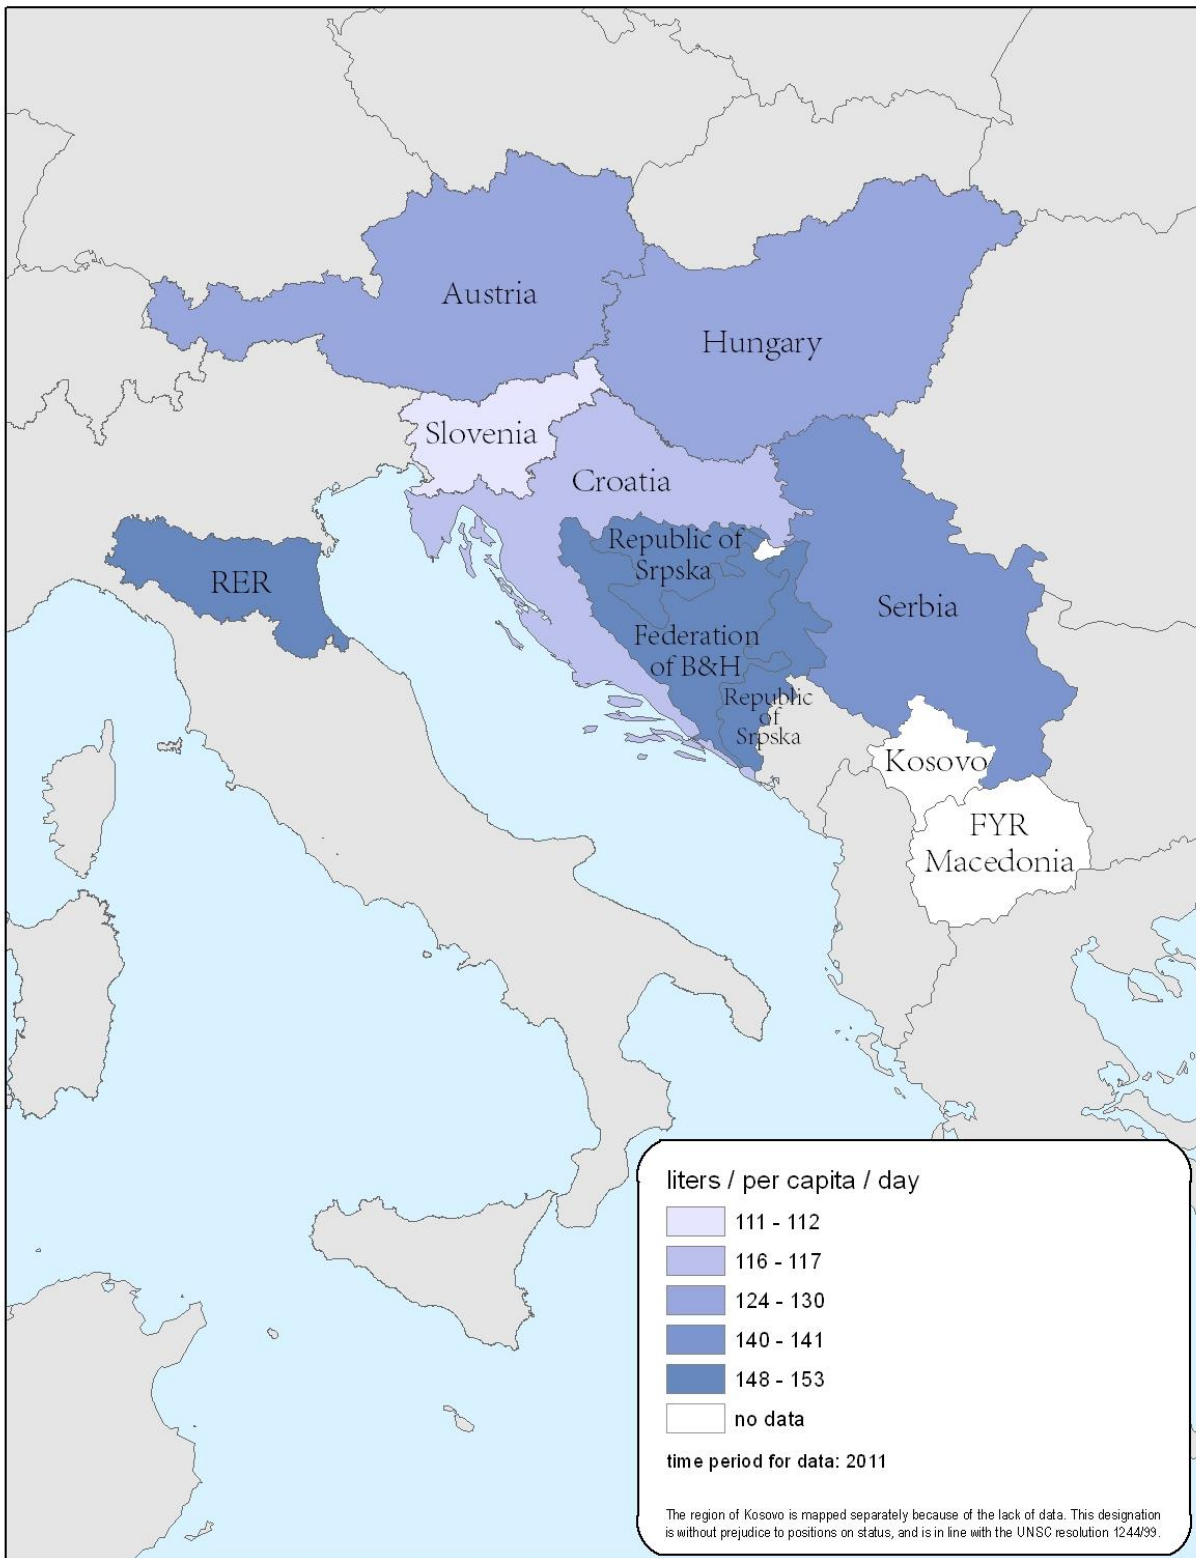 Austria
Hungary
Slovenia
Croatia
Republic of
Srpska
RER
Serbia
Federation
of B&H
Republic
of
Srpska
Kosovo
FYR
Macedonia
liters / per capita / day
111 - 112
116 - 117
124 - 130
140 - 141
148 - 153
no data
time period for data: 2011
The region of Kosovo is mapped separately because of the lack of data. This designation
is without prejudice to positions on status, and is in line with the UNSC resolution 1244/99.